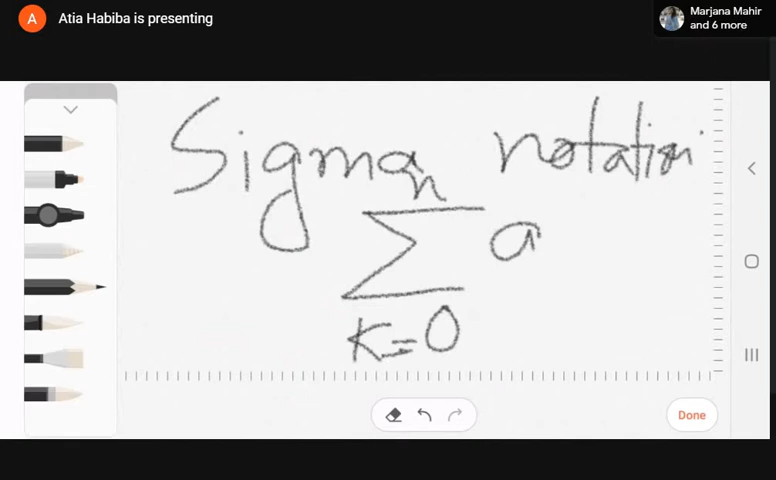 A Atia Habiba is presenting
Marjana Mahir
and 6 more
Sigma notation
n
∑ a
K=0
Done